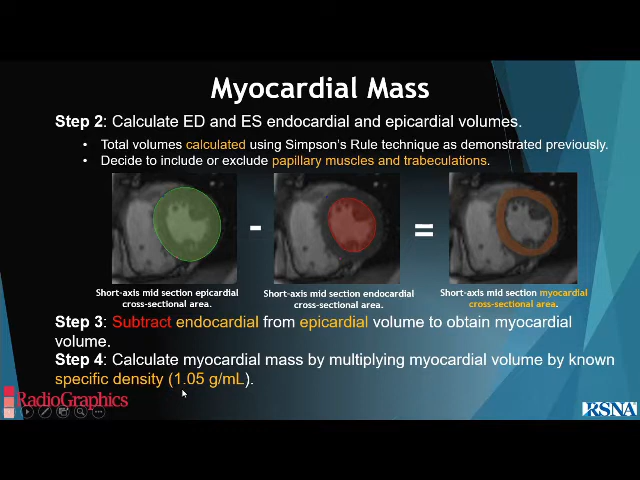 Myocardial Mass
Step 2: Calculate ED and ES endocardial and epicardial volumes.
• Total volumes calculated using Simpson's Rule technique as demonstrated previously.
• Decide to include or exclude papillary muscles and trabeculations.
- =
Short-axis mid section epicardial
cross-sectional area.
Short-axis mid section endocardial
cross-sectional area.
Short-axis mid section myocardial
cross-sectional area.
Step 3: Subtract endocardial from epicardial volume to obtain myocardial
volume.
Step 4: Calculate myocardial mass by multiplying myocardial volume by known
specific density (1.05 g/mL).
RadioGraphics
RSNA